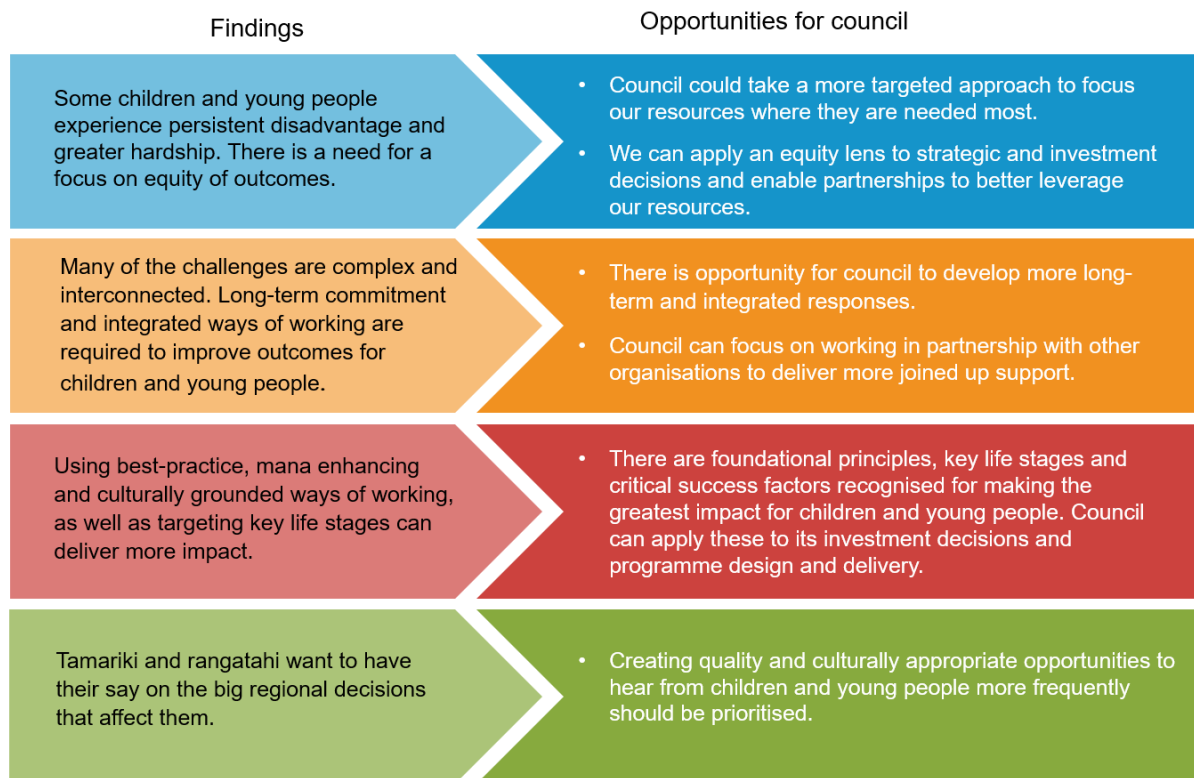 Findings
Opportunities for council
Some children and young people
experience persistent disadvantage and
greater hardship. There is a need for a
focus on equity of outcomes.
• Council could take a more targeted approach to focus
our resources where they are needed most.
• We can apply an equity lens to strategic and investment
decisions and enable partnerships to better leverage
our resources.
Many of the challenges are complex and
interconnected. Long-term commitment
and integrated ways of working are
required to improve outcomes for
children and young people.
• There is opportunity for council to develop more long-
term and integrated responses.
• Council can focus on working in partnership with other
organisations to deliver more joined up support.
Using best-practice, mana enhancing
and culturally grounded ways of working,
as well as targeting key life stages can
deliver more impact.
• There are foundational principles, key life stages and
critical success factors recognised for making the
greatest impact for children and young people. Council
can apply these to its investment decisions and
programme design and delivery.
Tamariki and rangatahi want to have
their say on the big regional decisions
that affect them.
• Creating quality and culturally appropriate opportunities to
hear from children and young people more frequently
should be prioritised.